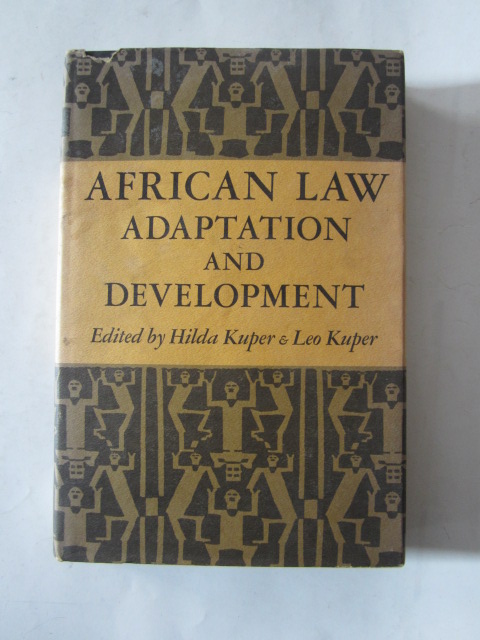 AFRICAN LAW
ADAPTATION
AND
DEVELOPMENT
Edited by Hilda Kuper & Leo Kuper